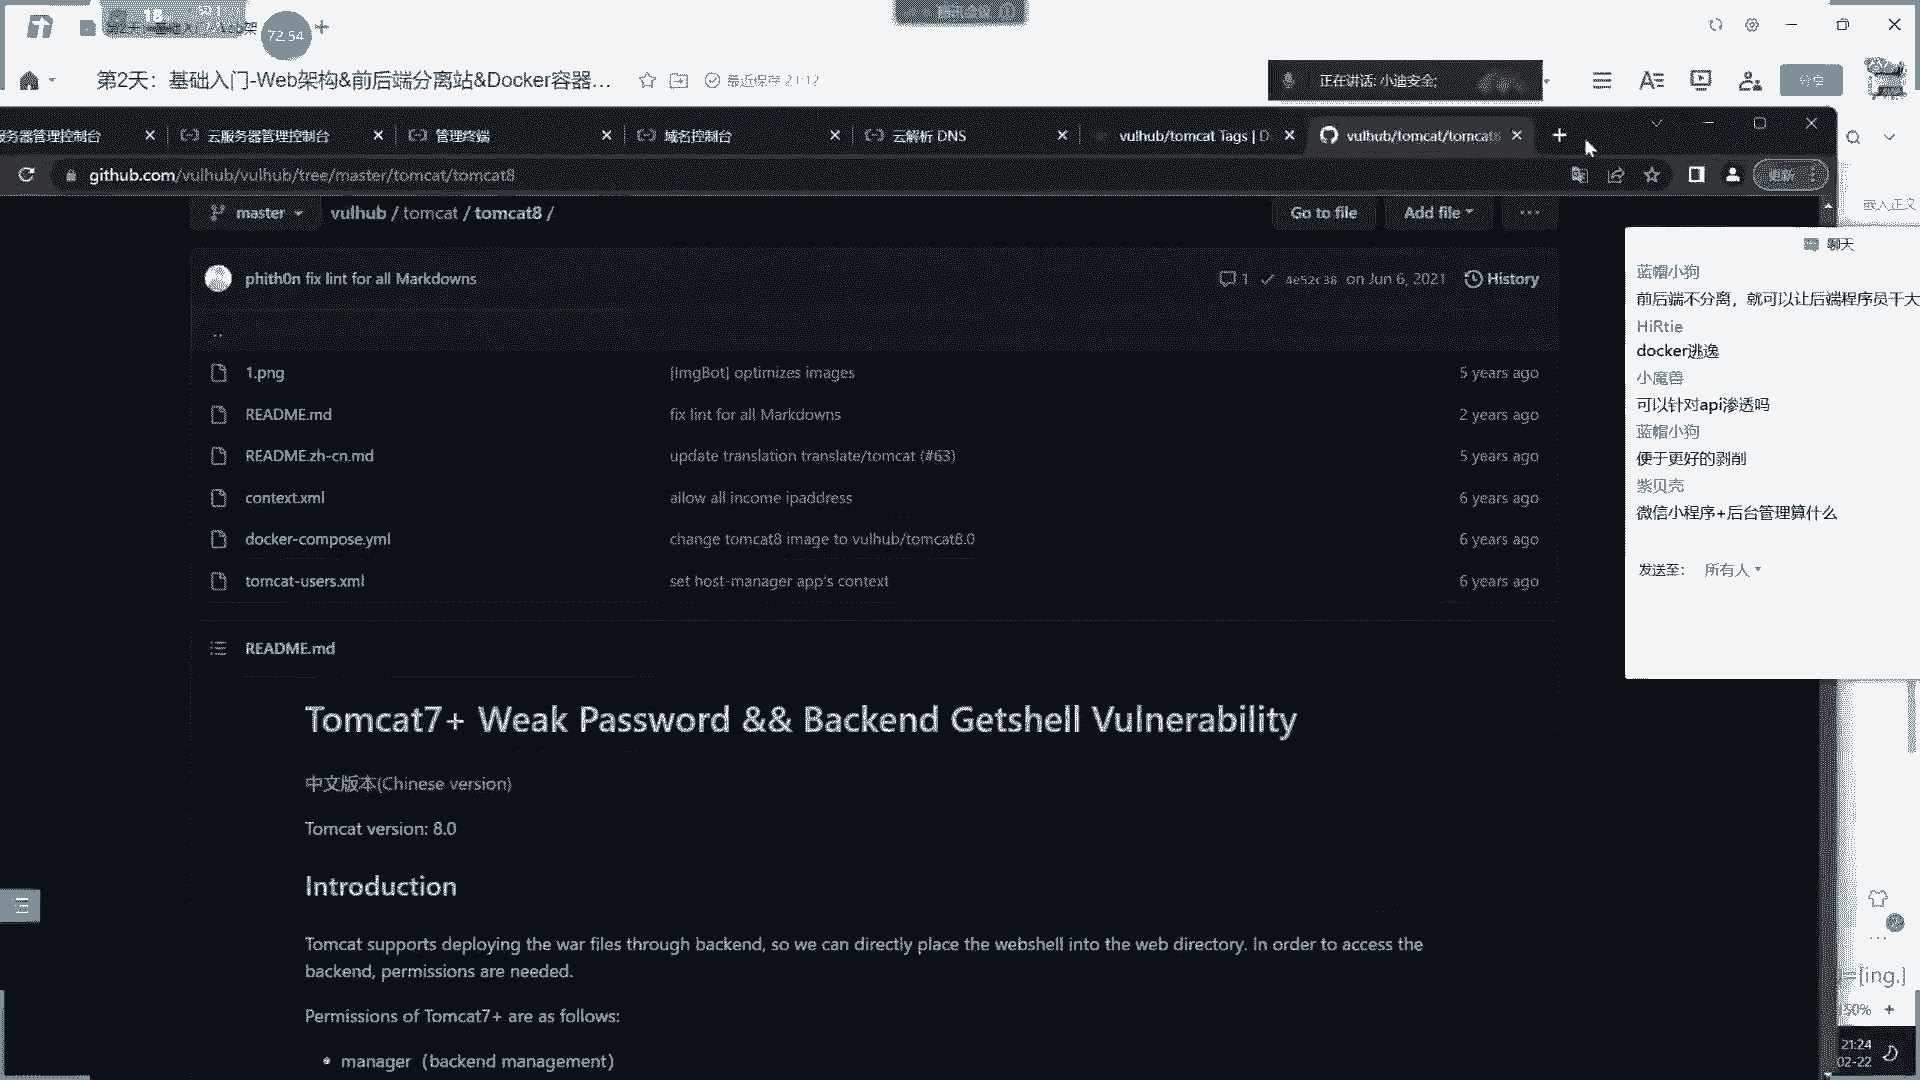 72.54
第2天：基础入门-Web架构&前后端分离站&Docker容器...
最近保存 21:12
正在讲话: 小迪安全;
分享
务器管理控制台
云服务器管理控制台
管理终端
域名控制台
云解析 DNS
vulhub/tomcat Tags | D
vulhub/tomcat/tomcat8
github.com/vulhub/vulhub/tree/master/tomcat/tomcat8
更新
master
vulhub / tomcat / tomcat8 /
Go to file
Add file
嵌入正文
phith0n fix lint for all Markdowns
1
4e52c38 on Jun 6, 2021
History
..
1.png
[ImgBot] optimizes images
5 years ago
README.md
fix lint for all Markdowns
2 years ago
README.zh-cn.md
update translation translate/tomcat (#63)
5 years ago
context.xml
allow all income ipaddress
6 years ago
docker-compose.yml
change tomcat8 image to vulhub/tomcat8.0
6 years ago
tomcat-users.xml
set host-manager app's context
6 years ago
README.md
Tomcat7+ Weak Password && Backend Getshell Vulnerability
中文版本(Chinese version)
Tomcat version: 8.0
Introduction
Tomcat supports deploying the war files through backend, so we can directly place the webshell into the web directory. In order to access the
backend, permissions are needed.
Permissions of Tomcat7+ are as follows:
manager（backend management）
聊天
蓝帽小狗
前后端不分离，就可以让后端程序员干大
HiRtie
docker逃逸
小魔兽
可以针对api渗透吗
蓝帽小狗
便于更好的剥削
紫贝壳
微信小程序+后台管理算什么
发送至：
所有人
=[ing.]
50%
21:24
02-22